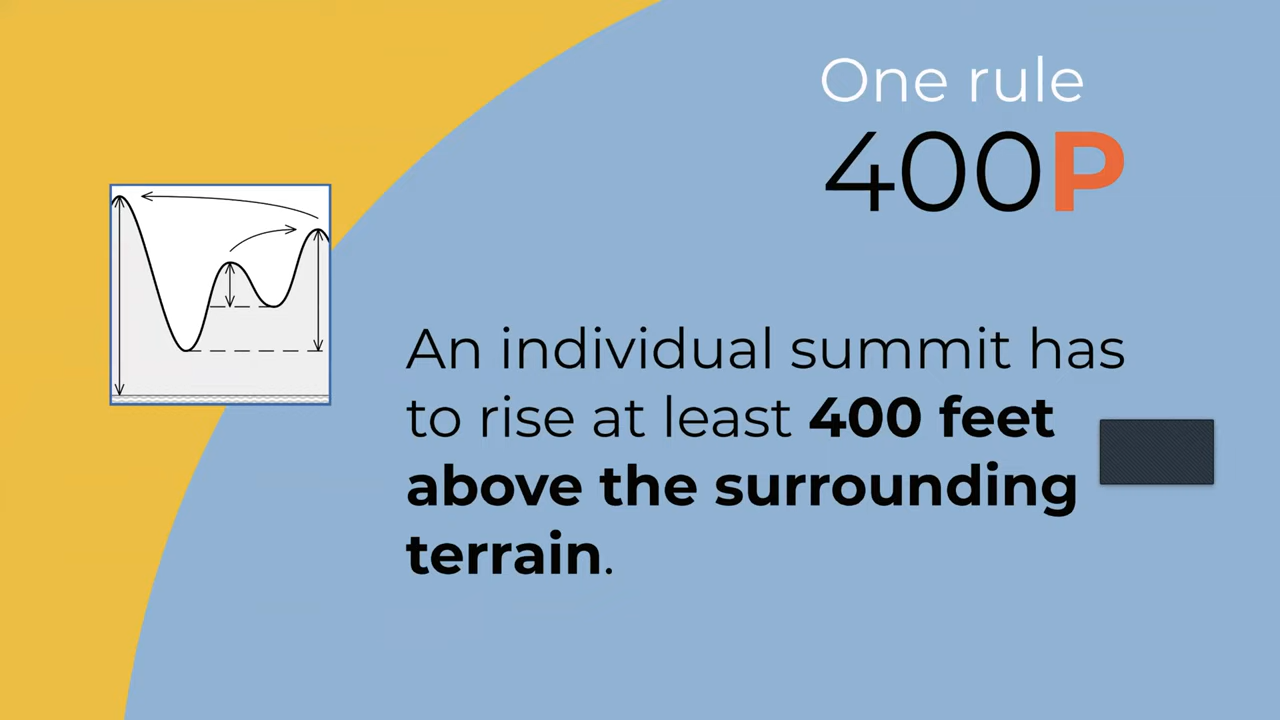 One rule
400P
An individual summit has
to rise at least 400 feet
above the surrounding
terrain.